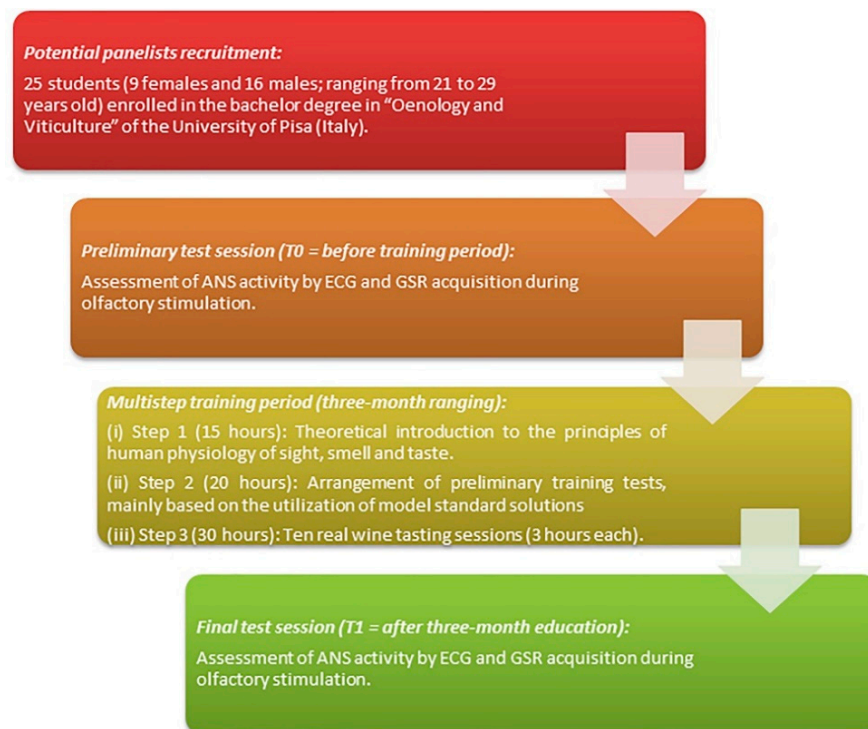 Potential panelists recruitment:
25 students (9 females and 16 males; ranging from 21 to 29
years old) enrolled in the bachelor degree in “Oenology and
Viticulture” of the University of Pisa (Italy).
Preliminary test session (T0 = before training period):
Assessment of ANS activity by ECG and GSR acquisition during
olfactory stimulation.
Multistep training period (three-month ranging):
(i) Step 1 (15 hours): Theoretical introduction to the principles of
human physiology of sight, smell and taste.
(ii) Step 2 (20 hours): Arrangement of preliminary training tests,
mainly based on the utilization of model standard solutions
(iii) Step 3 (30 hours): Ten real wine tasting sessions (3 hours each).
Final test session (T1 = after three-month education):
Assessment of ANS activity by ECG and GSR acquisition during
olfactory stimulation.